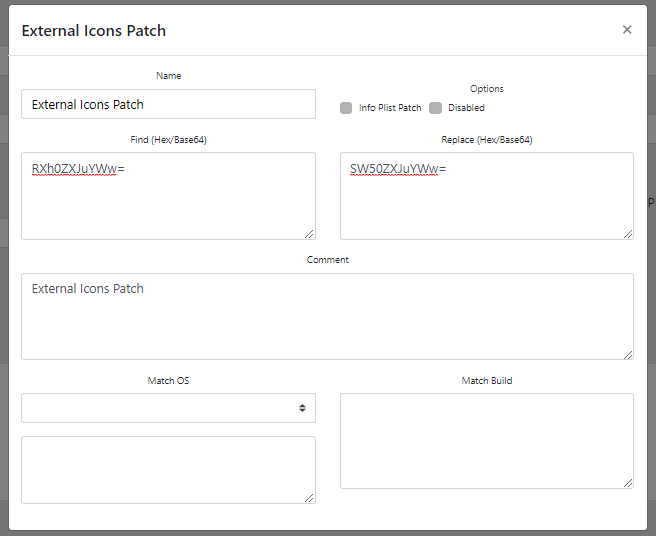 External Icons Patch
Name
Options
External Icons Patch
Info Plist Patch Disabled
Find (Hex/Base64) Replace (Hex/Base64)
RXh0ZXJuYWw= SW50ZXJuYWw=
P
Comment
External Icons Patch
Match OS Match Build